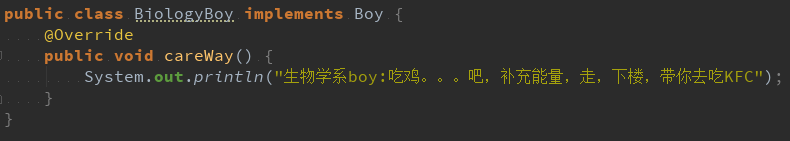 public class BiologyBoy implements Boy {
@Override
public void careWay() {
System.out.println("生物学系boy:吃鸡。。。吧，补充能量，走，下楼，带你去吃KFC");
}
}